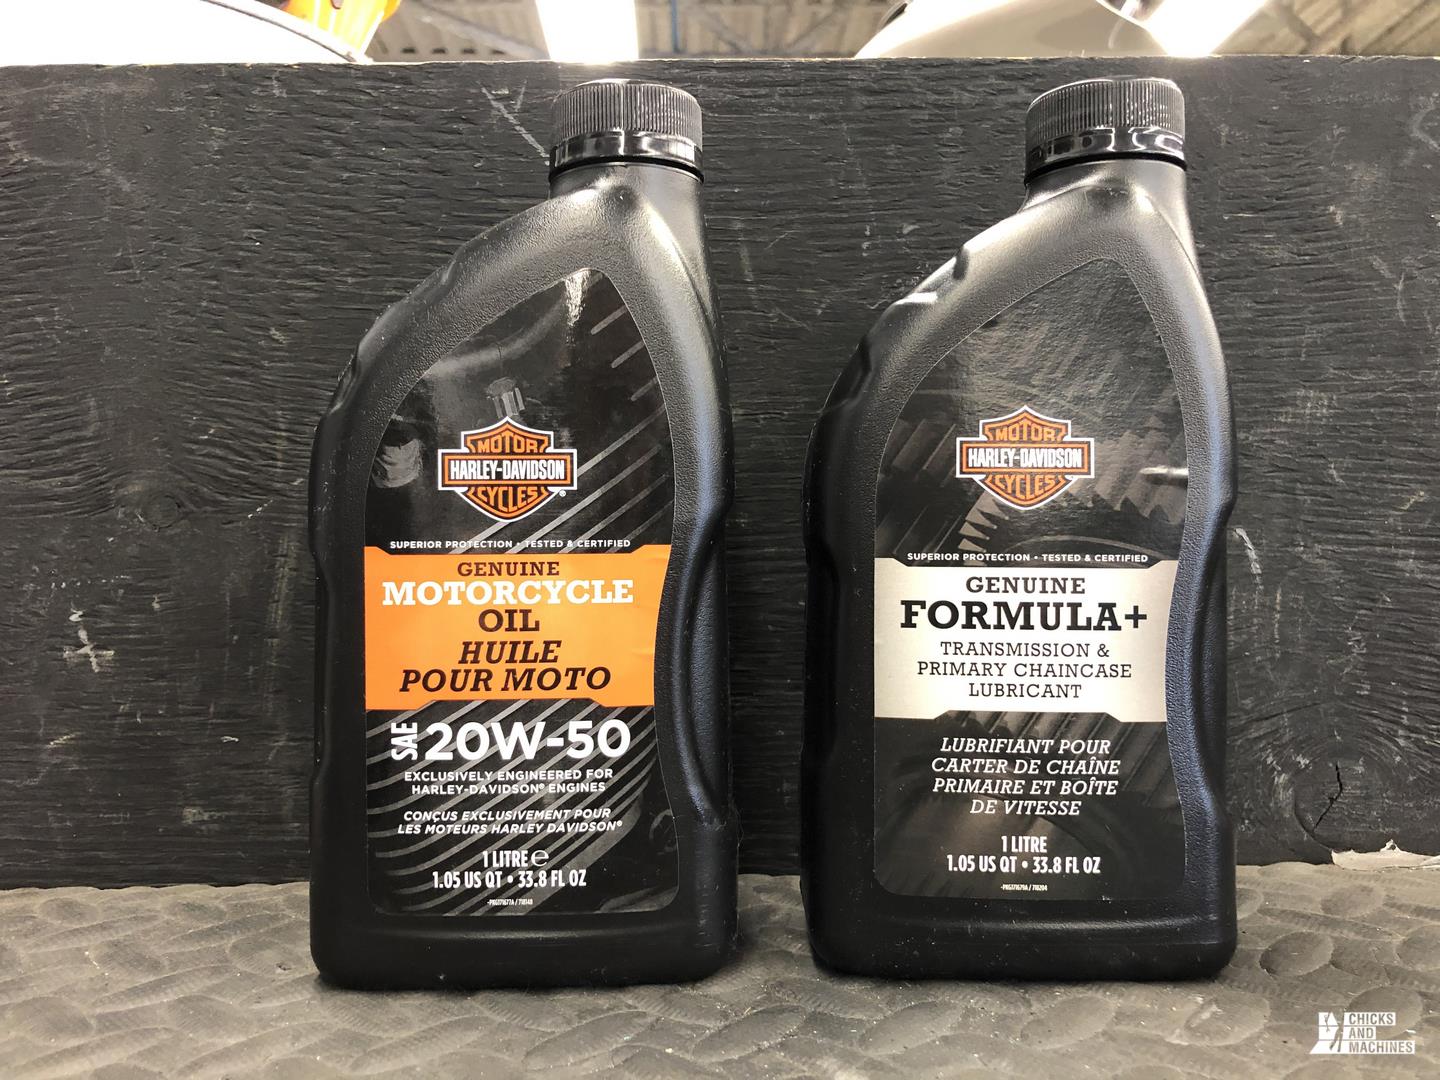 MOTOR
HARLEY-DAVIDSON
CYCLES
®
SUPERIOR PROTECTION • TESTED & CERTIFIED
GENUINE
MOTORCYCLE
OIL
HUILE
POUR MOTO
SAE 20W-50
EXCLUSIVELY ENGINEERED FOR
HARLEY-DAVIDSON® ENGINES
CONÇUS EXCLUSIVEMENT POUR
LES MOTEURS HARLEY DAVIDSON®
1 LITRE ℮
1.05 US QT • 33.8 FL OZ
MOTOR
HARLEY-DAVIDSON
CYCLES
SUPERIOR PROTECTION • TESTED & CERTIFIED
GENUINE
FORMULA+
TRANSMISSION &
PRIMARY CHAINCASE
LUBRICANT
LUBRIFIANT POUR
CARTER DE CHAÎNE
PRIMAIRE ET BOÎTE
DE VITESSE
1 LITRE
1.05 US QT • 33.8 FL OZ
CHICKS
AND
MACHINES